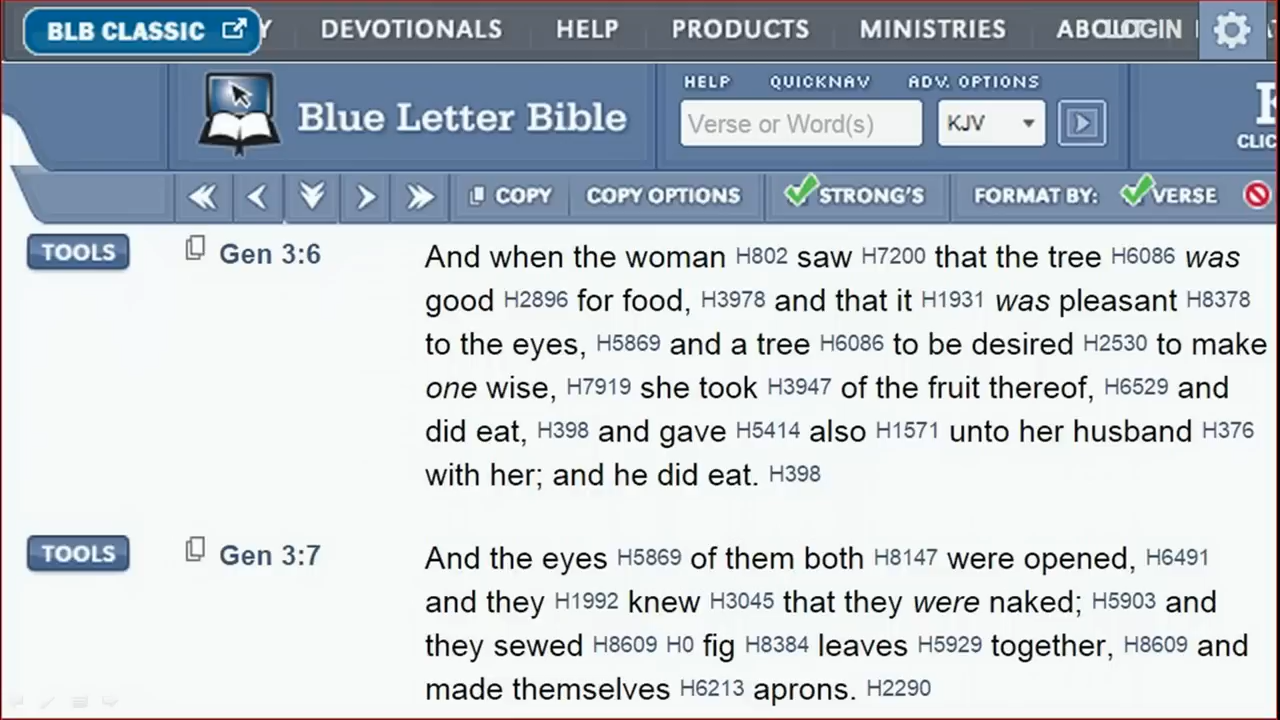 BLB CLASSIC Y DEVOTIONALS HELP PRODUCTS MINISTRIES LOGIN
HELP QUICKNAV ADV. OPTIONS
Blue Letter Bible Verse or Word(s) KJV
CLIC
COPY COPY OPTIONS STRONG'S FORMAT BY: VERSE
TOOLS Gen 3:6 And when the woman H802 saw H7200 that the tree H6086 was
good H2896 for food, H3978 and that it H1931 was pleasant H8378
to the eyes, H5869 and a tree H6086 to be desired H2530 to make
one wise, H7919 she took H3947 of the fruit thereof, H6529 and
did eat, H398 and gave H5414 also H1571 unto her husband H376
with her; and he did eat. H398
TOOLS Gen 3:7 And the eyes H5869 of them both H8147 were opened, H6491
and they H1992 knew H3045 that they were naked; H5903 and
they sewed H8609 H0 fig H8384 leaves H5929 together, H8609 and
made themselves H6213 aprons. H2290